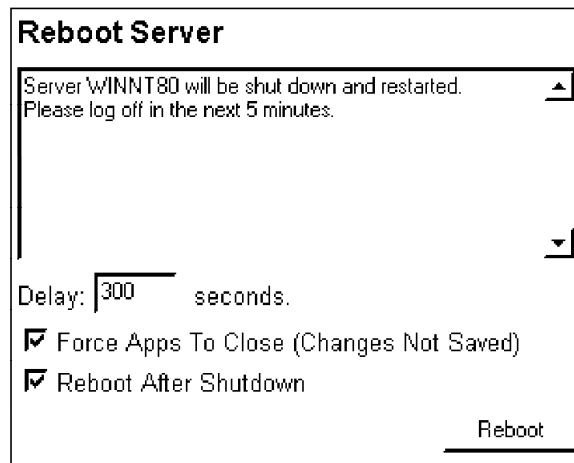 Reboot Server
Server WINNT80 will be shut down and restarted.
Please log off in the next 5 minutes.
Delay: 300 seconds.
Force Apps To Close (Changes Not Saved)
Reboot After Shutdown
Reboot